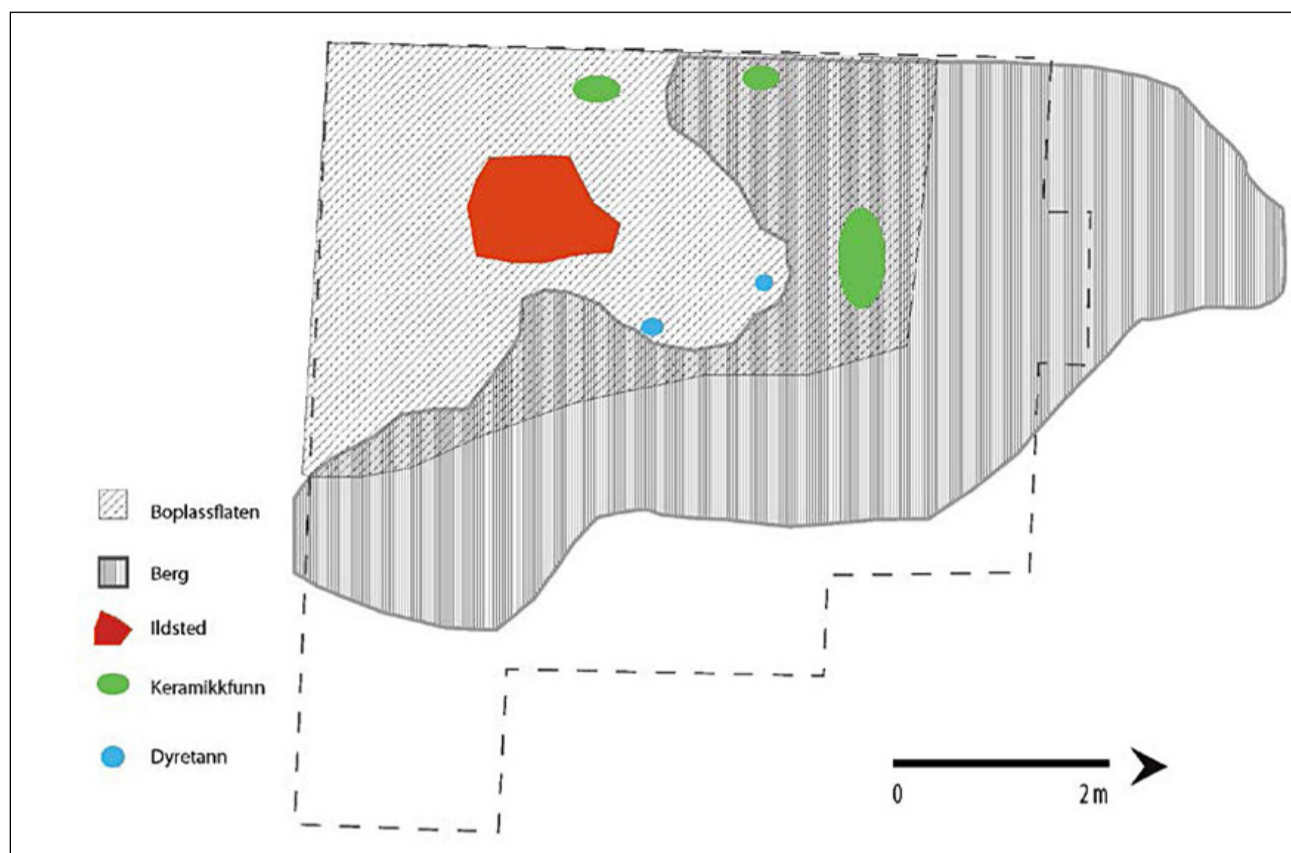 Boplassflaten
Berg
Ildsted
Keramikkfunn
Dyretann
0 2 m